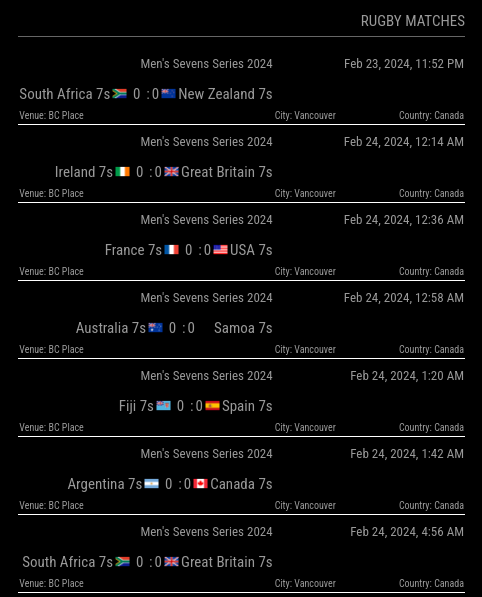 RUGBY MATCHES
Men's Sevens Series 2024 Feb 23, 2024, 11:52 PM
South Africa 7s 0 :0 New Zealand 7s
Venue: BC Place City: Vancouver Country: Canada
Men's Sevens Series 2024 Feb 24, 2024, 12:14 AM
Ireland 7s 0 :0 Great Britain 7s
Venue: BC Place City: Vancouver Country: Canada
Men's Sevens Series 2024 Feb 24, 2024, 12:36 AM
France 7s 0 :0 USA 7s
Venue: BC Place City: Vancouver Country: Canada
Men's Sevens Series 2024 Feb 24, 2024, 12:58 AM
Australia 7s 0 :0 Samoa 7s
Venue: BC Place City: Vancouver Country: Canada
Men's Sevens Series 2024 Feb 24, 2024, 1:20 AM
Fiji 7s 0 :0 Spain 7s
Venue: BC Place City: Vancouver Country: Canada
Men's Sevens Series 2024 Feb 24, 2024, 1:42 AM
Argentina 7s 0 :0 Canada 7s
Venue: BC Place City: Vancouver Country: Canada
Men's Sevens Series 2024 Feb 24, 2024, 4:56 AM
South Africa 7s 0 :0 Great Britain 7s
Venue: BC Place City: Vancouver Country: Canada